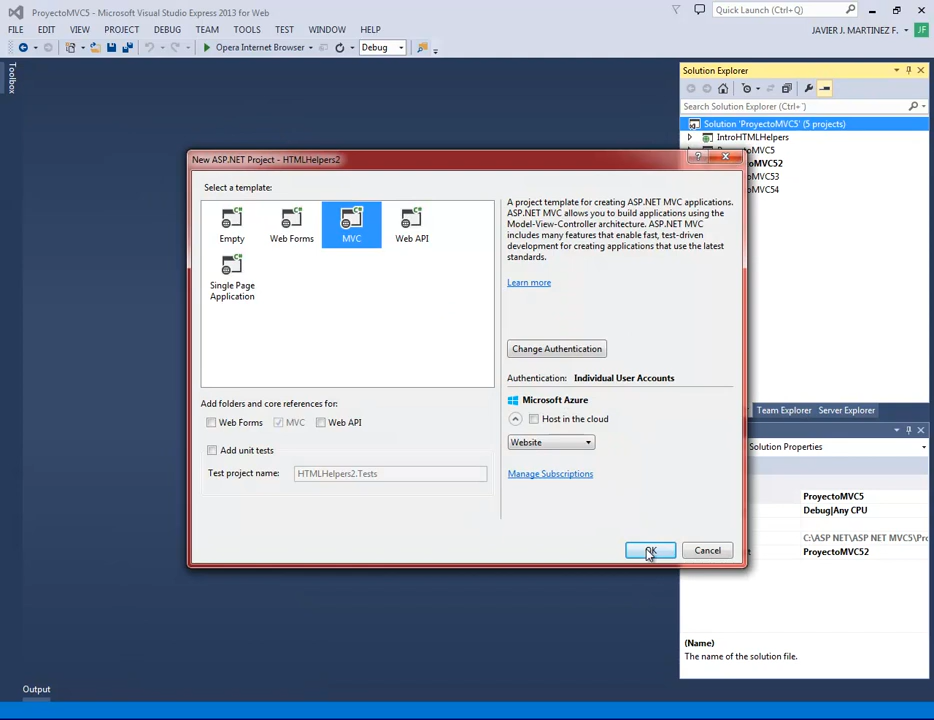 ProyectoMVC5 - Microsoft Visual Studio Express 2013 for Web
Quick Launch (Ctrl+Q)
FILE EDIT VIEW PROJECT DEBUG TEAM TOOLS TEST WINDOW HELP
JAVIER J. MARTINEZ F.
JF
Opera Internet Browser
Debug
Toolbox
Solution Explorer
Search Solution Explorer (Ctrl+')
Solution 'ProyectoMVC5' (5 projects)
IntroHTMLHelpers
New ASP.NET Project - HTMLHelpers2
?
Select a template:
Empty
Web Forms
MVC
Web API
Single Page
Application
A project template for creating ASP.NET MVC applications.
ASP.NET MVC allows you to build applications using the
Model-View-Controller architecture. ASP.NET MVC
includes many features that enable fast, test-driven
development for creating applications that use the latest
standards.
Learn more
Change Authentication
Authentication: Individual User Accounts
Microsoft Azure
Host in the cloud
Website
Manage Subscriptions
Add folders and core references for:
Web Forms MVC Web API
Add unit tests
Test project name: HTMLHelpers2.Tests
OK
Cancel
Team Explorer Server Explorer
Solution Properties
ProyectoMVC5
Debug|Any CPU
C:\ASP NET\ASP NET MVC5\Pro
ProyectoMVC52
(Name)
The name of the solution file.
Output